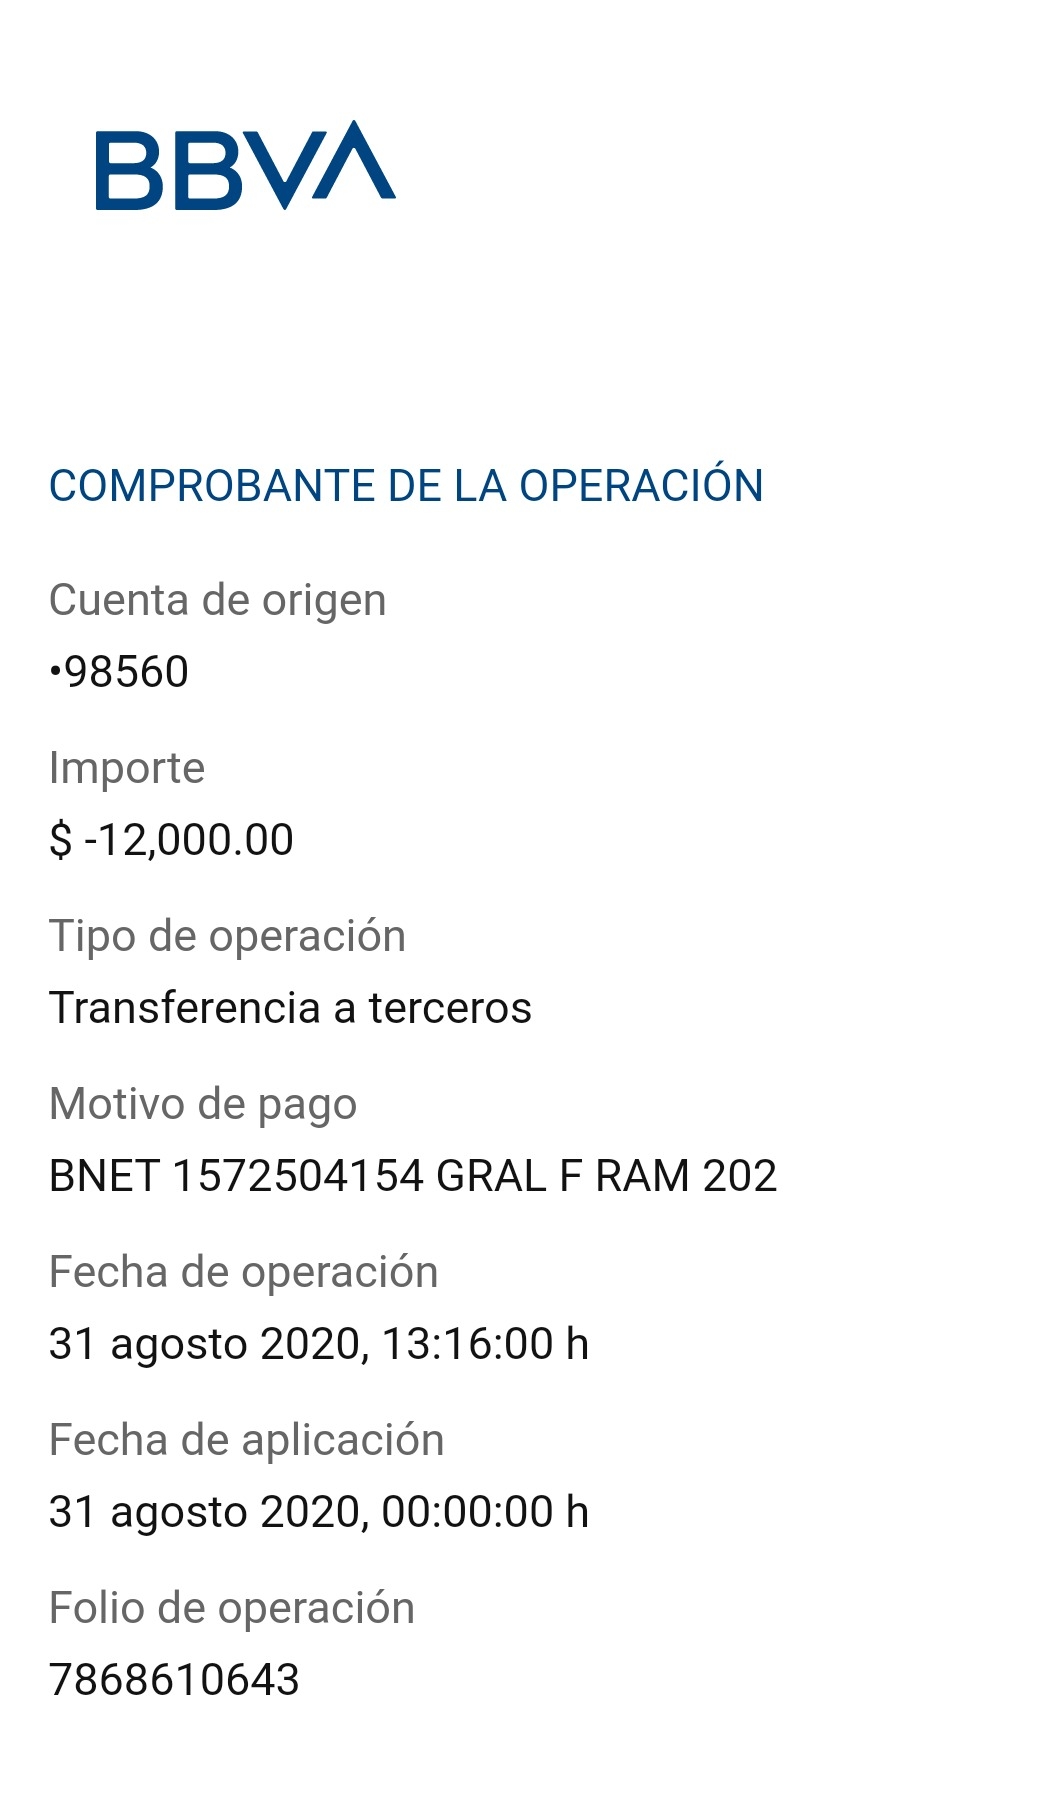 BBVA
COMPROBANTE DE LA OPERACIÓN
Cuenta de origen
•98560
Importe
$ -12,000.00
Tipo de operación
Transferencia a terceros
Motivo de pago
BNET 1572504154 GRAL F RAM 202
Fecha de operación
31 agosto 2020, 13:16:00 h
Fecha de aplicación
31 agosto 2020, 00:00:00 h
Folio de operación
7868610643